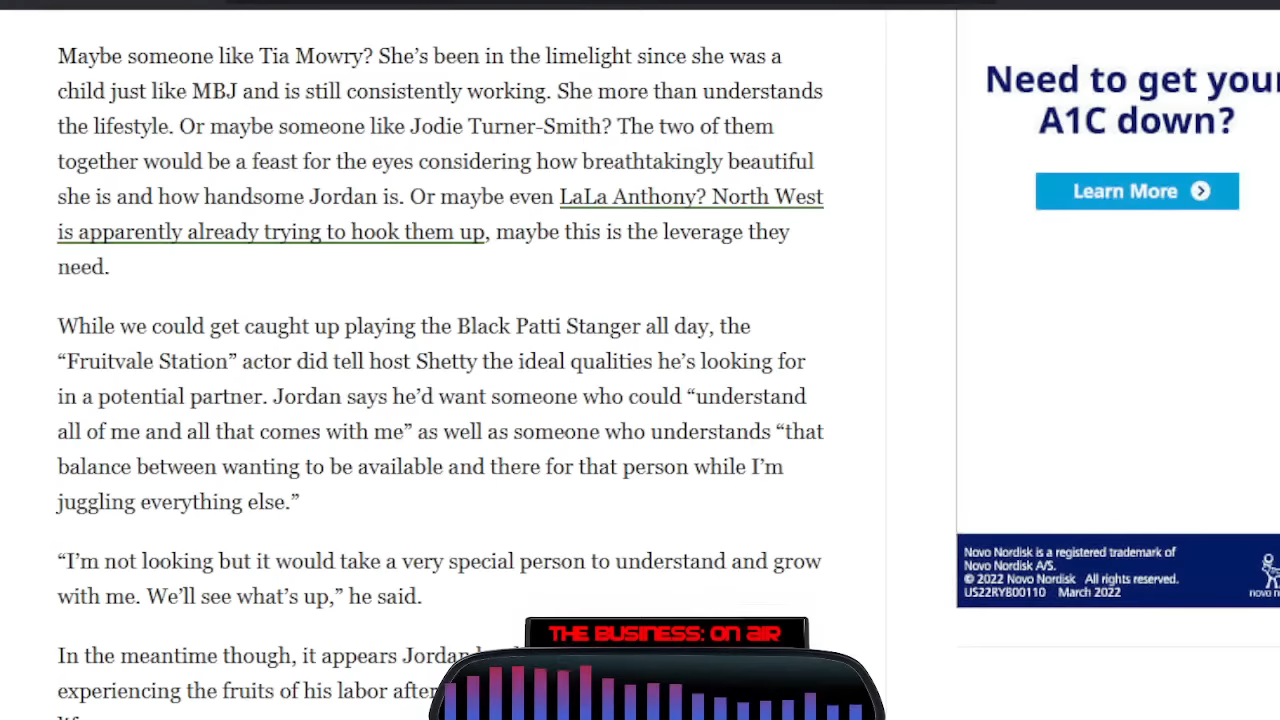 Maybe someone like Tia Mowry? She’s been in the limelight since she was a
child just like MBJ and is still consistently working. She more than understands
the lifestyle. Or maybe someone like Jodie Turner-Smith? The two of them
together would be a feast for the eyes considering how breathtakingly beautiful
she is and how handsome Jordan is. Or maybe even LaLa Anthony? North West
is apparently already trying to hook them up, maybe this is the leverage they
need.
While we could get caught up playing the Black Patti Stanger all day, the
“Fruitvale Station” actor did tell host Shetty the ideal qualities he’s looking for
in a potential partner. Jordan says he’d want someone who could “understand
all of me and all that comes with me” as well as someone who understands “that
balance between wanting to be available and there for that person while I’m
juggling everything else.”
“I’m not looking but it would take a very special person to understand and grow
with me. We’ll see what’s up,” he said.
In the meantime though, it appears Jordan
experiencing the fruits of his labor after
Need to get your
A1C down?
Learn More
Novo Nordisk is a registered trademark of
Novo Nordisk A/S.
© 2022 Novo Nordisk All rights reserved.
US22RYB00110 March 2022
THE BUSINESS: ON AIR